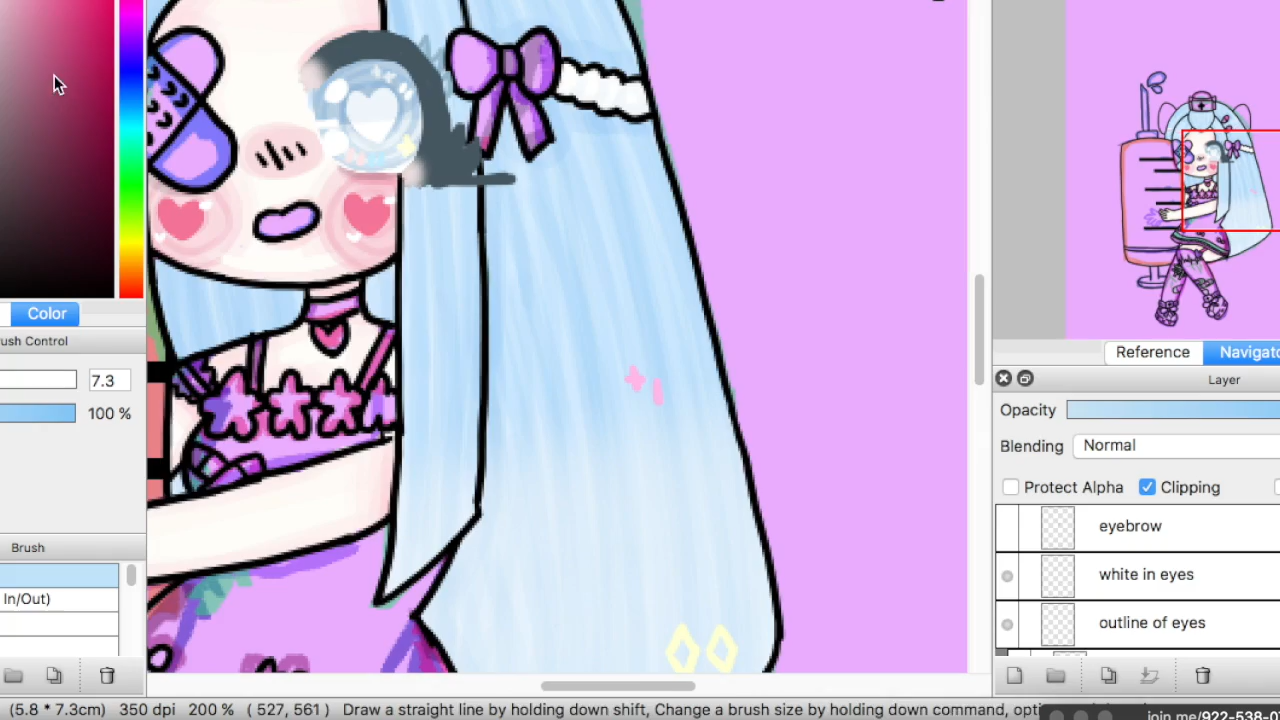 Color
rush Control
7.3
100 %
Brush
In/Out)
Reference
Navigato
Layer
Opacity
Blending
Normal
Protect Alpha
Clipping
eyebrow
white in eyes
outline of eyes
(5.8 * 7.3cm) 350 dpi 200 % ( 527, 561 ) Draw a straight line by holding down shift, Change a brush size by holding down command, opti
join.me/922-538-0